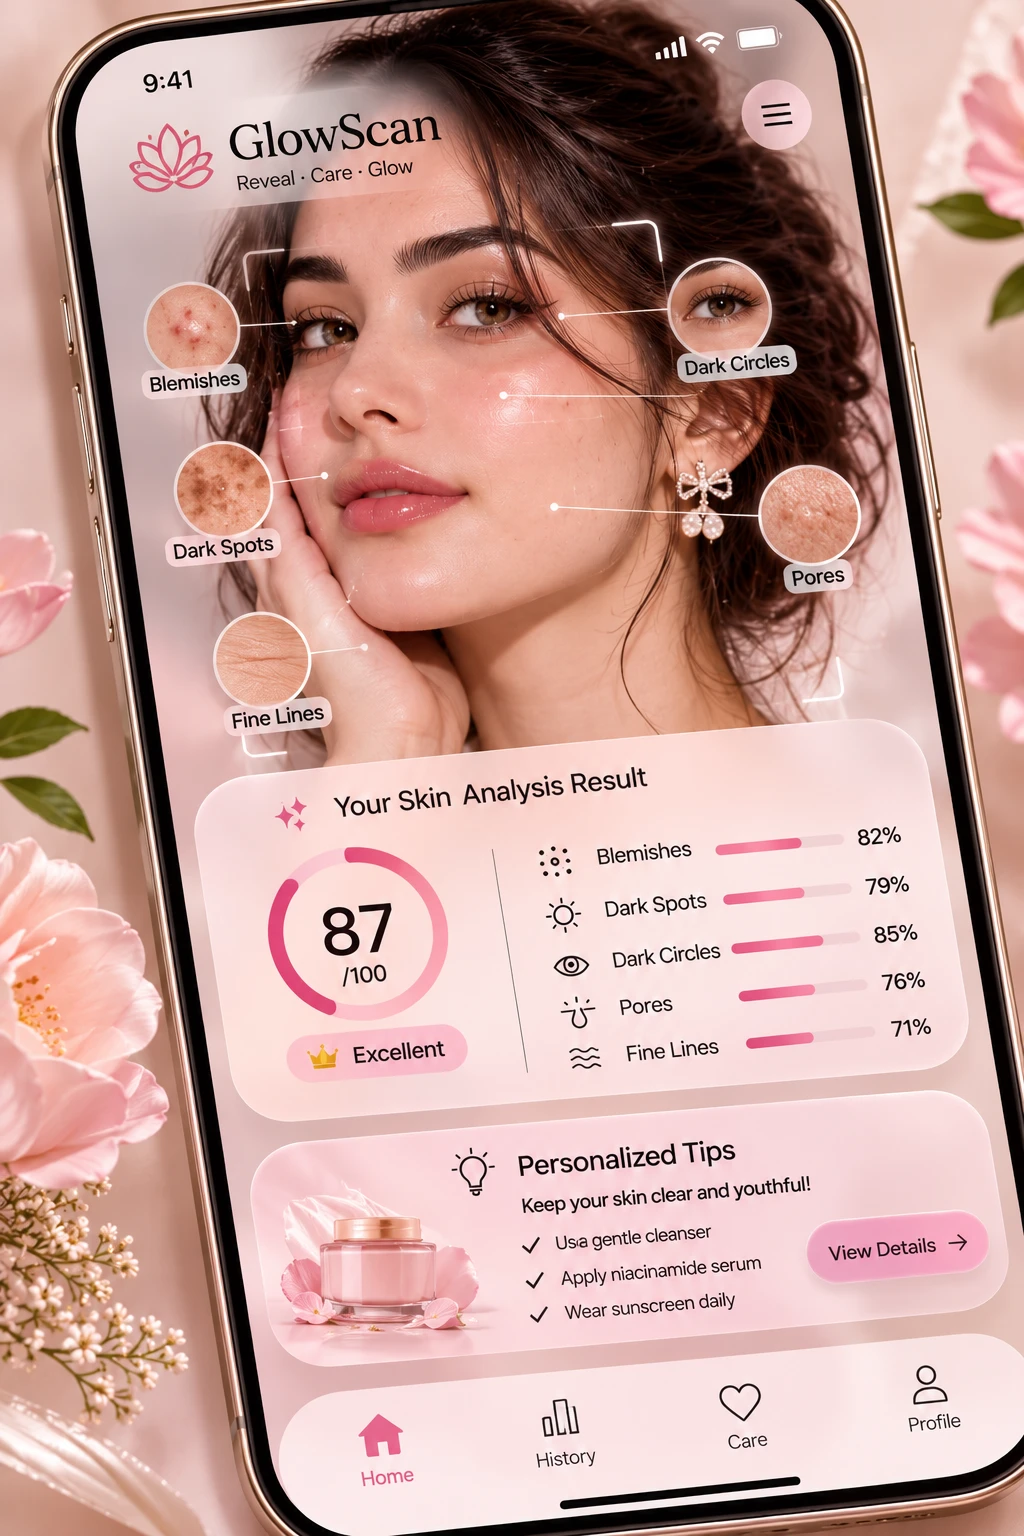 9:41
GlowScan
Reveal · Care · Glow
Blemishes
Dark Circles
Dark Spots
Pores
Fine Lines
Your Skin Analysis Result
87
/100
Excellent
Blemishes 82%
Dark Spots 79%
Dark Circles 85%
Pores 76%
Fine Lines 71%
Personalized Tips
Keep your skin clear and youthful!
Usa gentle cleanser
Apply niacinamide serum
Wear sunscreen daily
View Details
Home
History
Care
Profile